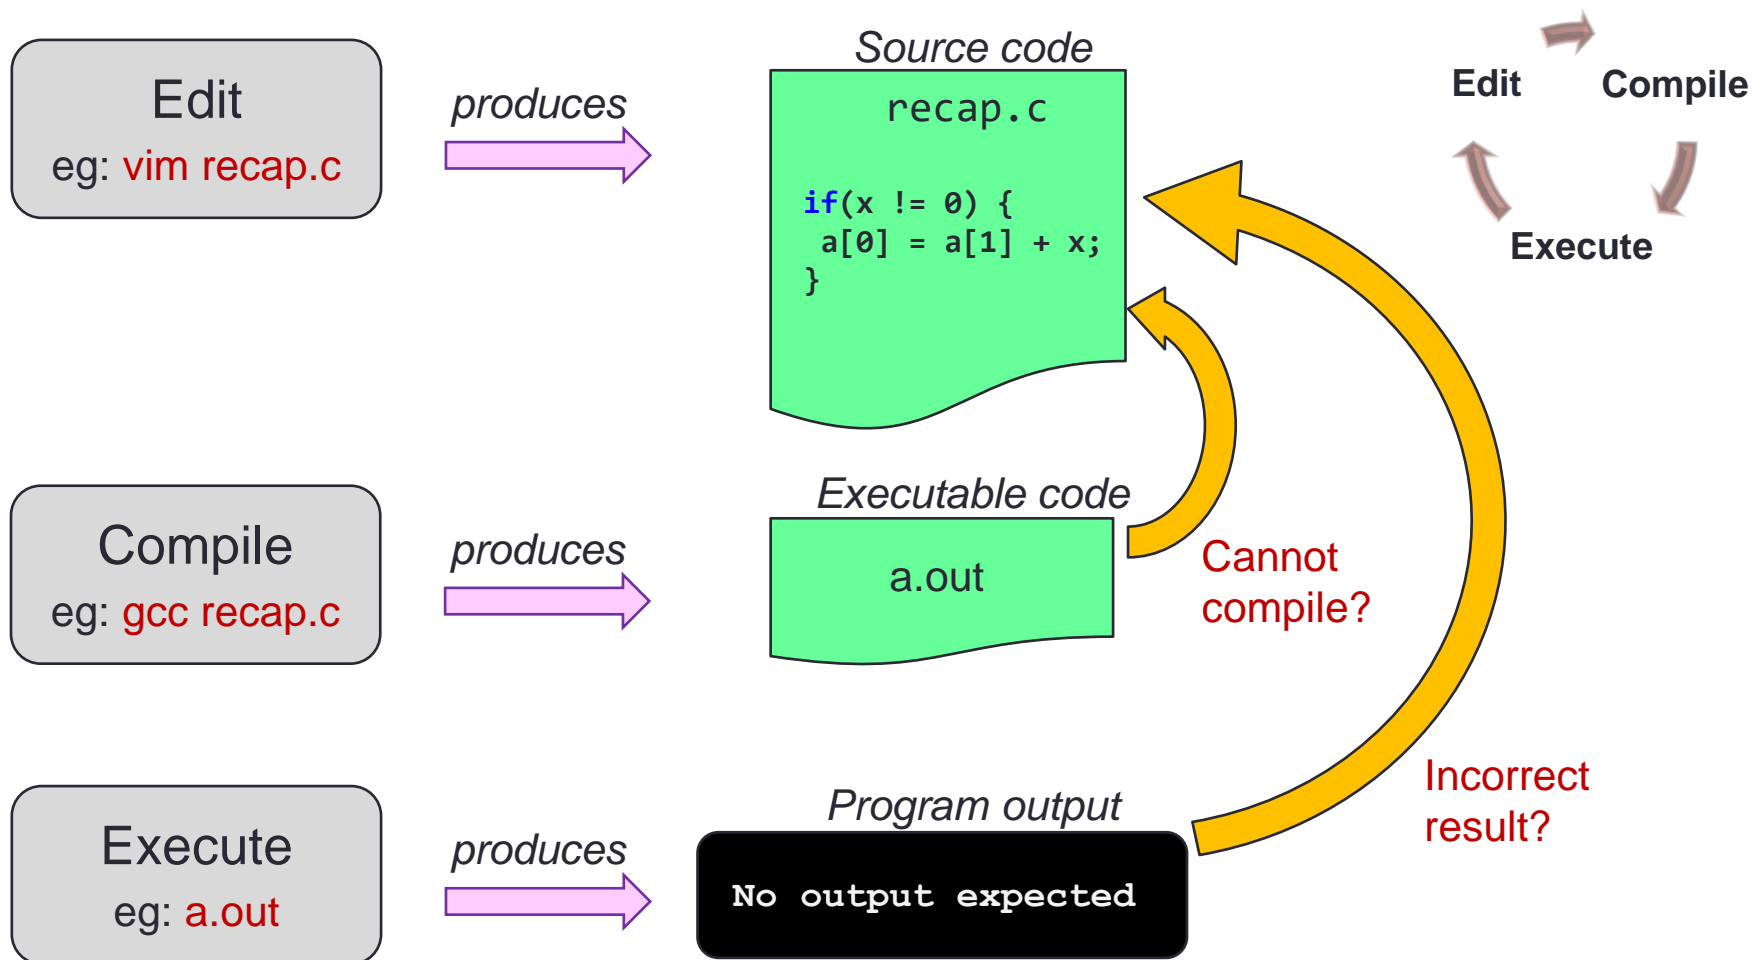 Edit
eg: vim recap.c
produces
Source code
recap.c
if(x != 0) {
a[0] = a[1] + x;
}
Edit
Compile
Execute
Compile
eg: gcc recap.c
produces
Executable code
a.out
Cannot
compile?
Execute
eg: a.out
produces
Program output
No output expected
Incorrect
result?